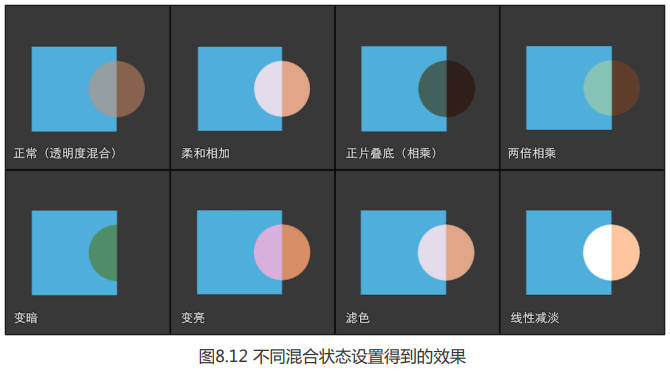 正常（透明度混合）
柔和相加
正片叠底（相乘）
两倍相乘
变暗
变亮
滤色
线性减淡
图8.12 不同混合状态设置得到的效果